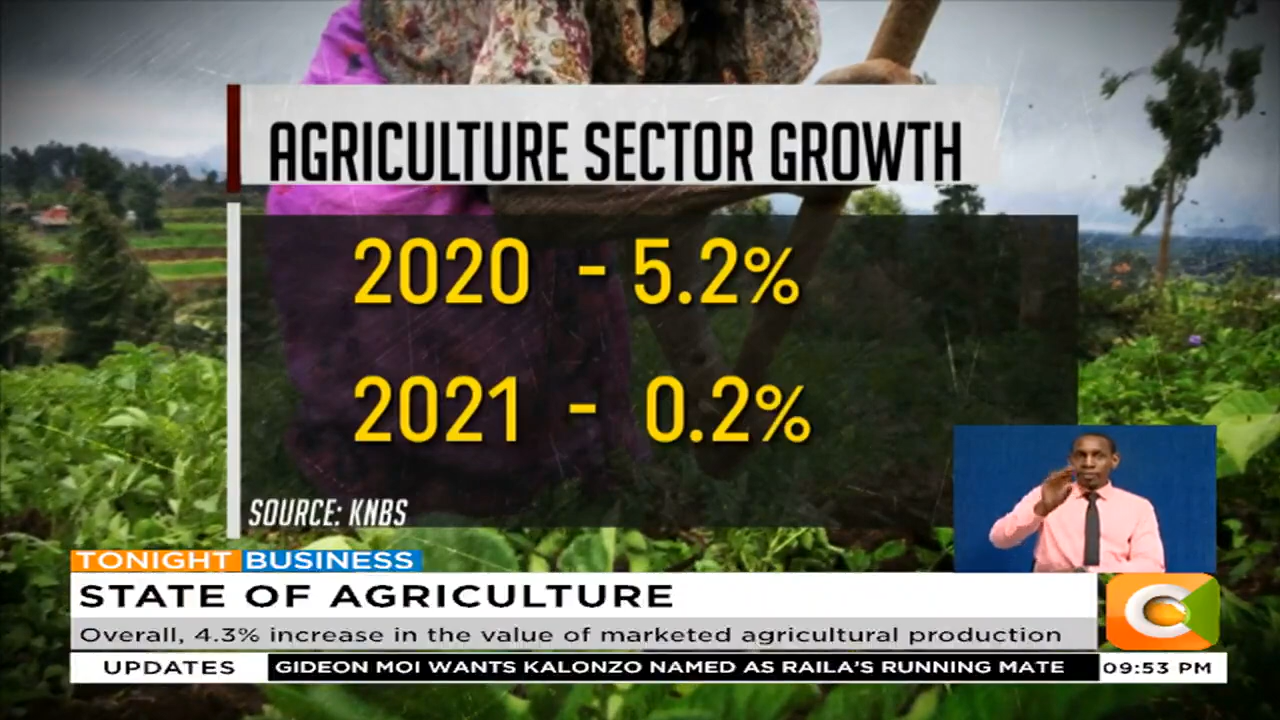 AGRICULTURE SECTOR GROWTH
2020 - 5.2%
2021 - 0.2%
SOURCE: KNBS
TONIGHT BUSINESS
STATE OF AGRICULTURE
Overall, 4.3% increase in the value of marketed agricultural production
UPDATES GIDEON MOI WANTS KALONZO NAMED AS RAILA'S RUNNING MATE 09:53 PM